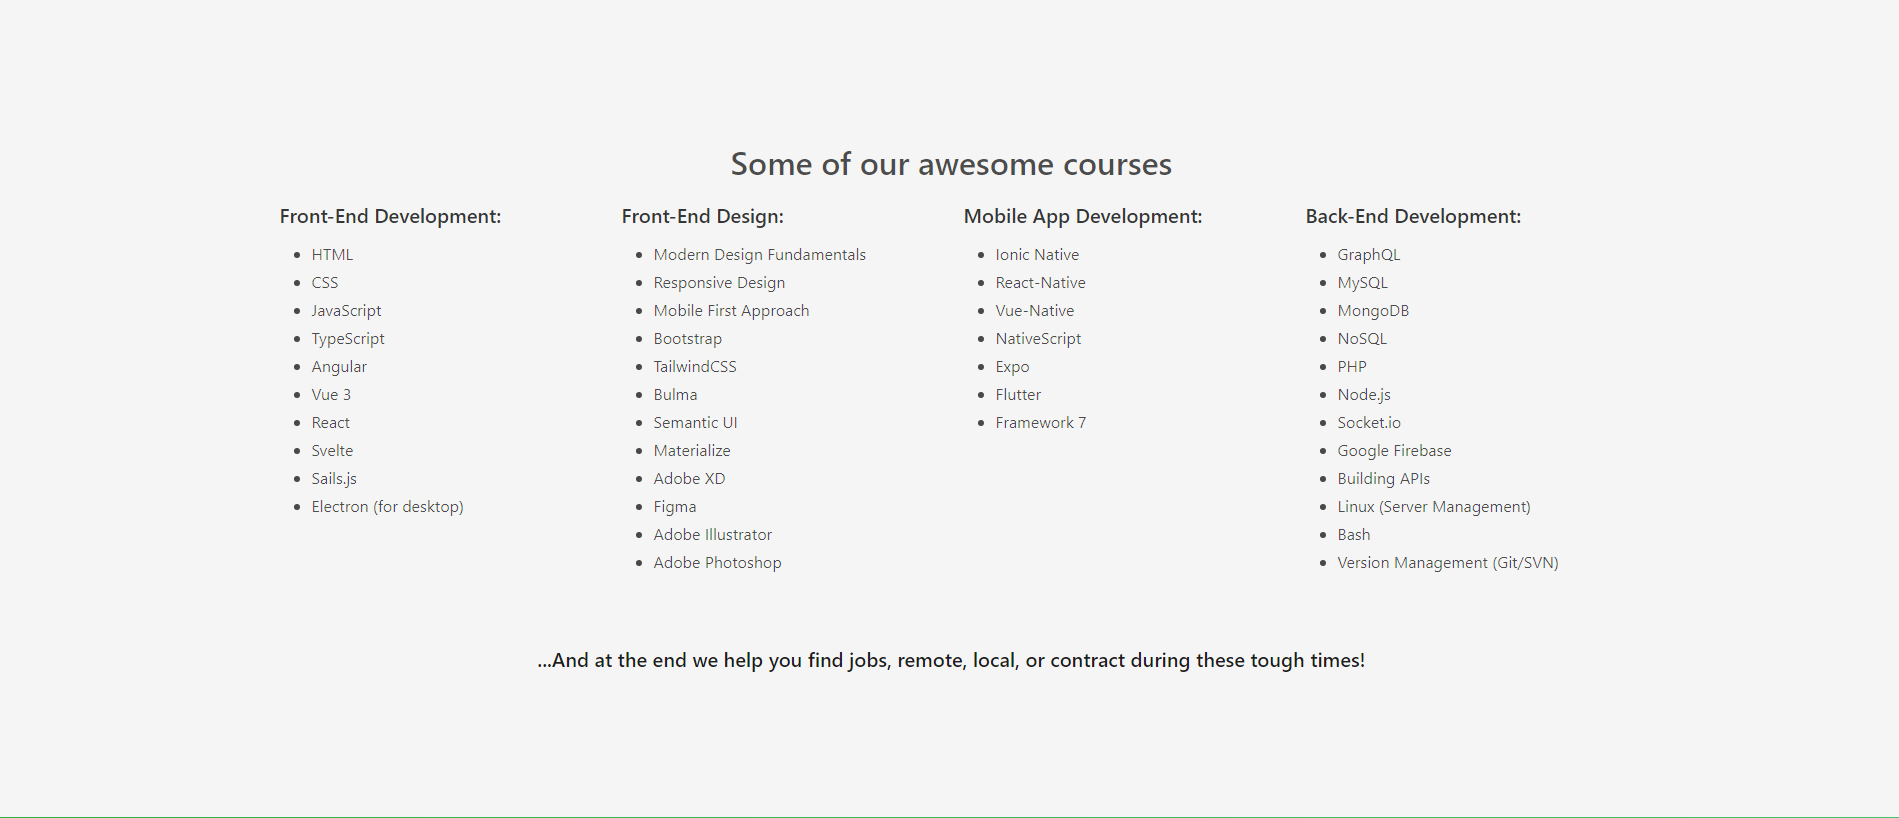 Some of our awesome courses
Front-End Development:
HTML
CSS
JavaScript
TypeScript
Angular
Vue 3
React
Svelte
Sails.js
Electron (for desktop)
Front-End Design:
Modern Design Fundamentals
Responsive Design
Mobile First Approach
Bootstrap
TailwindCSS
Bulma
Semantic UI
Materialize
Adobe XD
Figma
Adobe Illustrator
Adobe Photoshop
Mobile App Development:
Ionic Native
React-Native
Vue-Native
NativeScript
Expo
Flutter
Framework 7
Back-End Development:
GraphQL
MySQL
MongoDB
NoSQL
PHP
Node.js
Socket.io
Google Firebase
Building APIs
Linux (Server Management)
Bash
Version Management (Git/SVN)
...And at the end we help you find jobs, remote, local, or contract during these tough times!